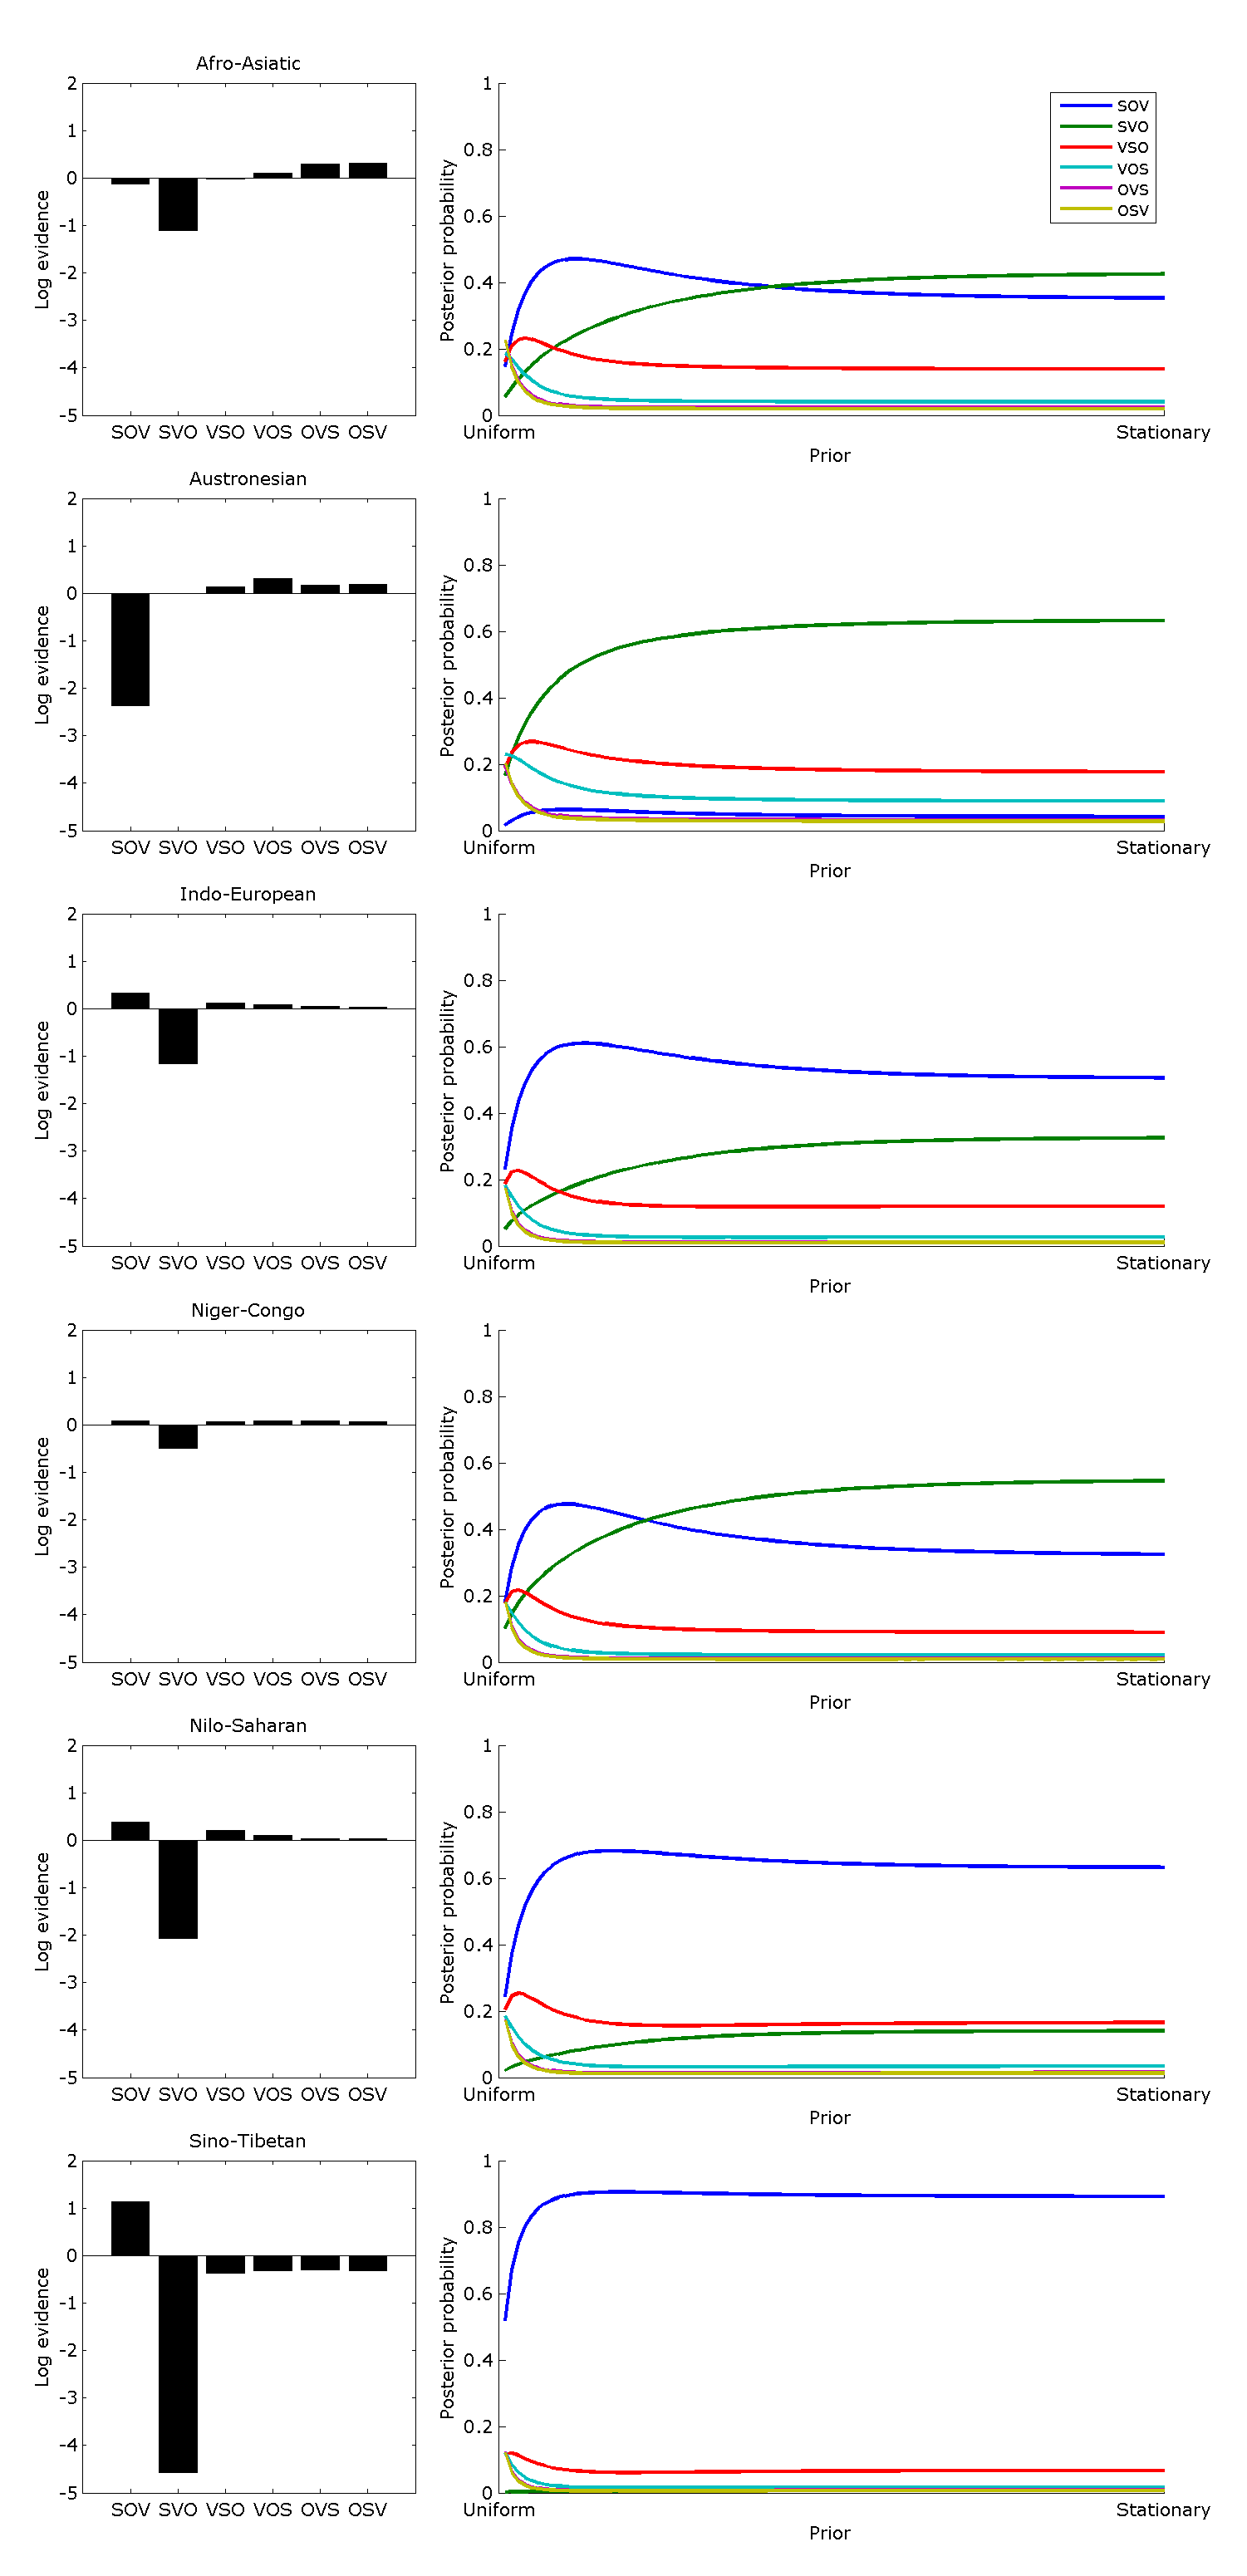 Afro-Asiatic
2
1
0
-1
-2
-3
-4
-5
Log evidence
SOV SVO VSO VOS OVS OSV
1
0.8
0.6
0.4
0.2
0
Posterior probability
SOV
SVO
VSO
VOS
OVS
OSV
Uniform Stationary
Prior
Austronesian
2
1
0
-1
-2
-3
-4
-5
Log evidence
SOV SVO VSO VOS OVS OSV
1
0.8
0.6
0.4
0.2
0
Posterior probability
Uniform Stationary
Prior
Indo-European
2
1
0
-1
-2
-3
-4
-5
Log evidence
SOV SVO VSO VOS OVS OSV
1
0.8
0.6
0.4
0.2
0
Posterior probability
Uniform Stationary
Prior
Niger-Congo
2
1
0
-1
-2
-3
-4
-5
Log evidence
SOV SVO VSO VOS OVS OSV
1
0.8
0.6
0.4
0.2
0
Posterior probability
Uniform Stationary
Prior
Nilo-Saharan
2
1
0
-1
-2
-3
-4
-5
Log evidence
SOV SVO VSO VOS OVS OSV
1
0.8
0.6
0.4
0.2
0
Posterior probability
Uniform Stationary
Prior
Sino-Tibetan
2
1
0
-1
-2
-3
-4
-5
Log evidence
SOV SVO VSO VOS OVS OSV
1
0.8
0.6
0.4
0.2
0
Posterior probability
Uniform Stationary
Prior